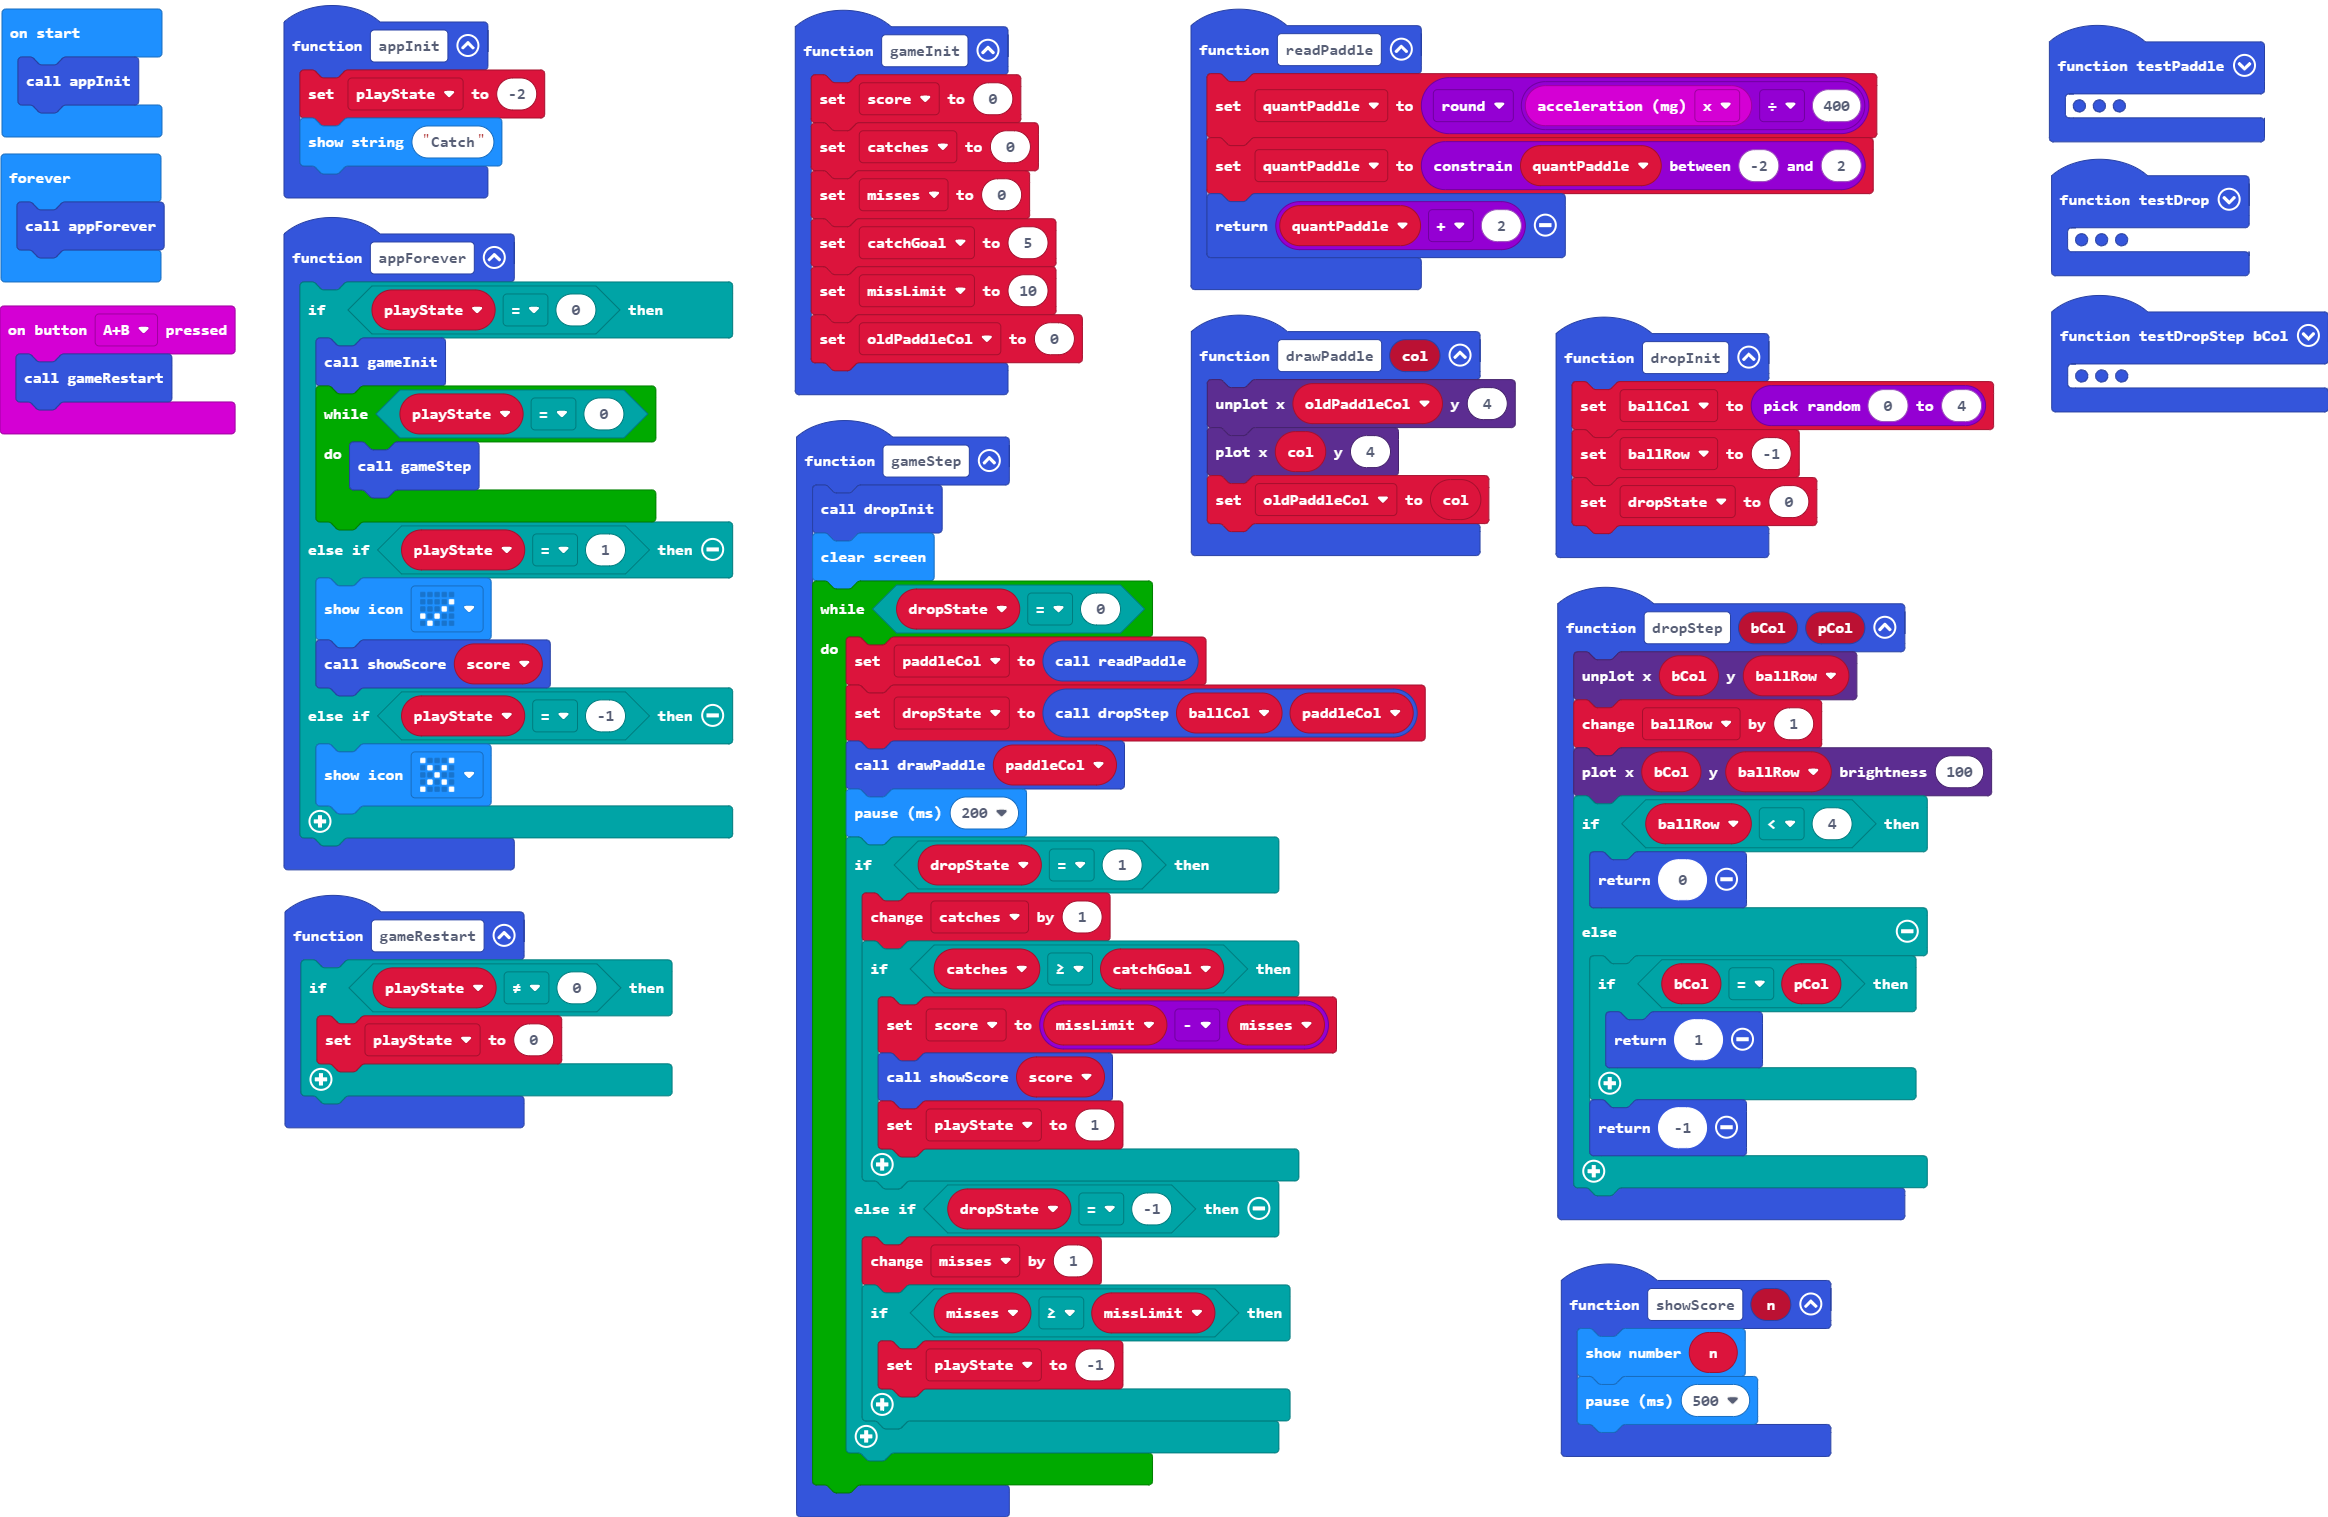 on start
call appInit
forever
call appForever
on button A+B pressed
call gameRestart
function appInit
set playState to -2
show string "Catch"
function appForever
if playState = 0 then
call gameInit
while playState = 0
do
call gameStep
else if playState = 1 then
show icon
call showScore score
else if playState = -1 then
show icon
function gameRestart
if playState ≠ 0 then
set playState to 0
function gameInit
set score to 0
set catches to 0
set misses to 0
set catchGoal to 5
set missLimit to 10
set oldPaddleCol to 0
function gameStep
call dropInit
clear screen
while dropState = 0
do
set paddleCol to call readPaddle
set dropState to call dropStep ballCol paddleCol
call drawPaddle paddleCol
pause (ms) 200
if dropState = 1 then
change catches by 1
if catches ≥ catchGoal then
set score to missLimit - misses
call showScore score
set playState to 1
else if dropState = -1 then
change misses by 1
if misses ≥ missLimit then
set playState to -1
function readPaddle
set quantPaddle to round acceleration (mg) x ÷ 400
set quantPaddle to constrain quantPaddle between -2 and 2
return quantPaddle + 2
function drawPaddle col
unplot x oldPaddleCol y 4
plot x col y 4
set oldPaddleCol to col
function dropInit
set ballCol to pick random 0 to 4
set ballRow to -1
set dropState to 0
function dropStep bCol pCol
unplot x bCol y ballRow
change ballRow by 1
plot x bCol y ballRow brightness 100
if ballRow < 4 then
return 0
else
if bCol = pCol then
return 1
return -1
function showScore n
show number n
pause (ms) 500
function testPaddle
function testDrop
function testDropStep bCol